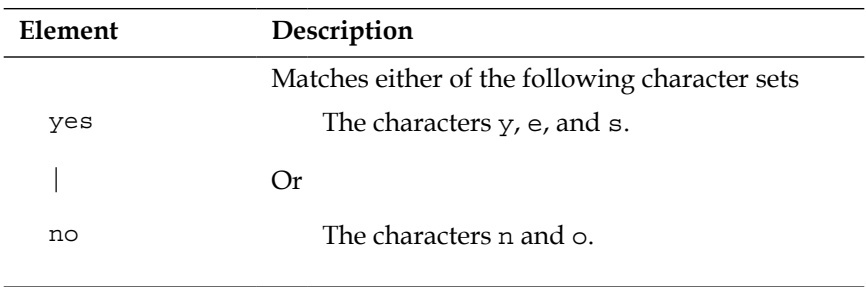 Element Description
Matches either of the following character sets
yes The characters y, e, and s.
| Or
no The characters n and o.